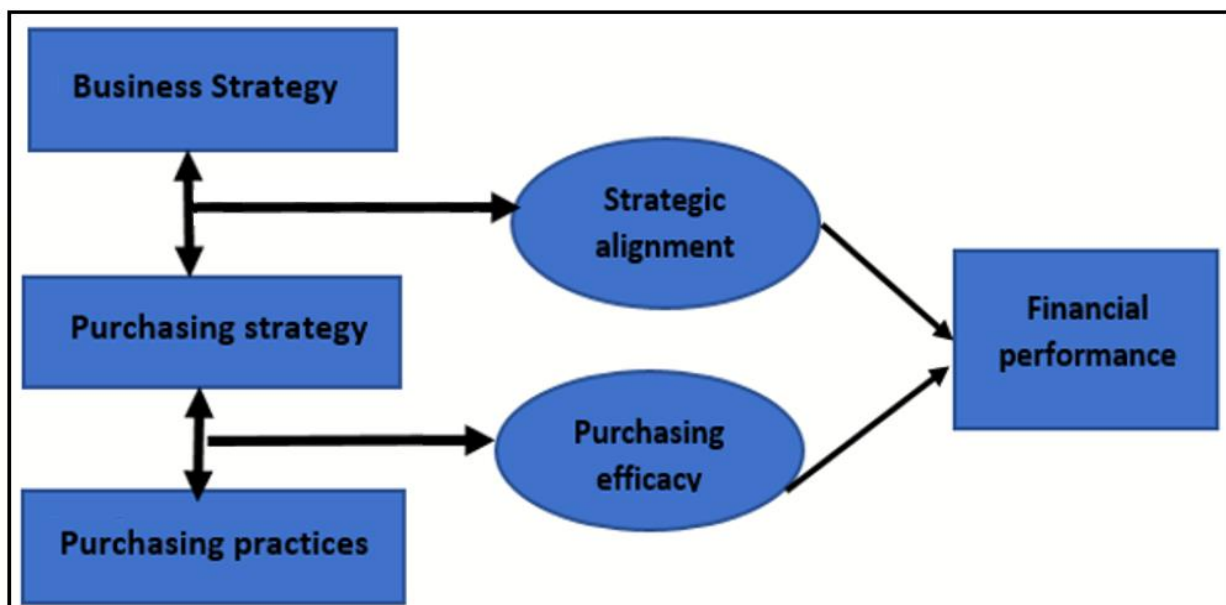 Business Strategy
Strategic
alignment
Purchasing strategy
Financial
performance
Purchasing
efficacy
Purchasing practices